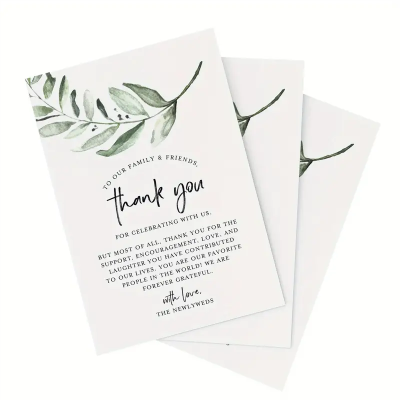 TO OUR FAMILY & FRIENDS,
thank you
FOR CELEBRATING WITH US.
BUT MOST OF ALL, THANK YOU FOR THE
SUPPORT, ENCOURAGEMENT, LOVE, AND
LAUGHTER YOU HAVE CONTRIBUTED
TO OUR LIVES. YOU ARE OUR FAVORITE
PEOPLE IN THE WORLD! WE ARE
FOREVER GRATEFUL.
with love,
THE NEWLYWEDS